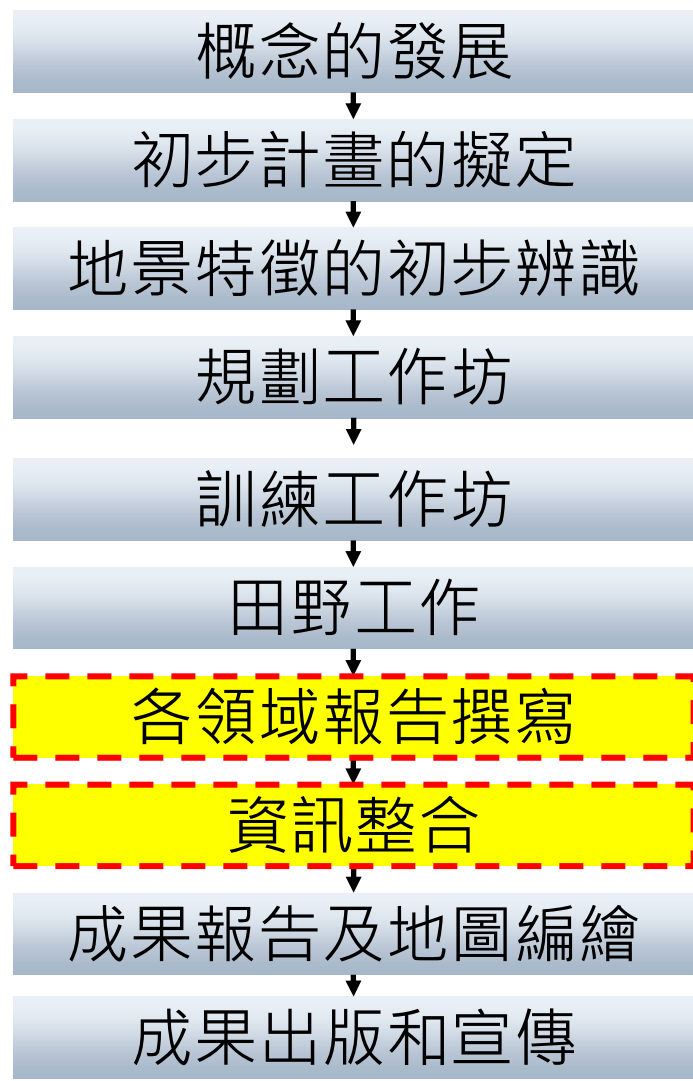 概念的發展
初步計畫的擬定
地景特徵的初步辨識
規劃工作坊
訓練工作坊
田野工作
各領域報告撰寫
資訊整合
成果報告及地圖編繪
成果出版和宣傳